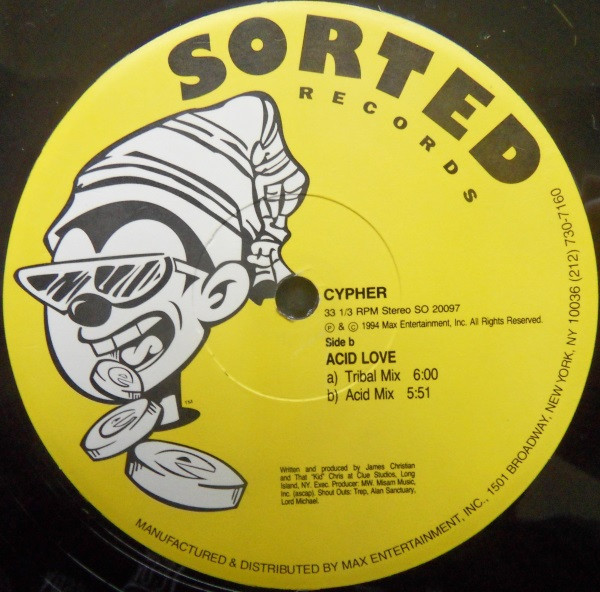 SORTED
RECORDS
CYPHER
33 1/3 RPM Stereo SO 20097
℗ & © 1994 Max Entertainment, Inc. All Rights Reserved.
Side b
ACID LOVE
a) Tribal Mix 6:00
b) Acid Mix 5:51
Written and produced by James Christian
and That "Kid" Chris at Clue Studios, Long
Island, NY. Exec. Producer: MW. Misam Music,
Inc. (ascap). Shout Outs: Trep, Alan Sanctuary,
Lord Michael.
TM
MANUFACTURED & DISTRIBUTED BY MAX ENTERTAINMENT, INC., 1501 BROADWAY, NEW YORK, NY 10036 (212) 730-7160